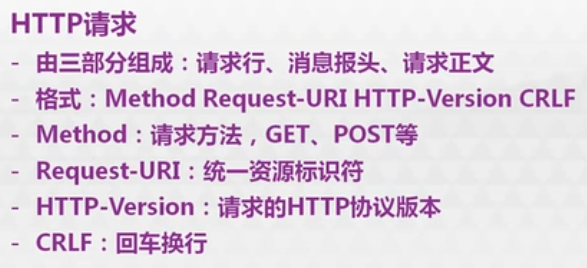 HTTP请求
- 由三部分组成：请求行、消息报头、请求正文
- 格式：Method Request-URI HTTP-Version CRLF
- Method：请求方法，GET、POST等
- Request-URI：统一资源标识符
- HTTP-Version：请求的HTTP协议版本
- CRLF：回车换行